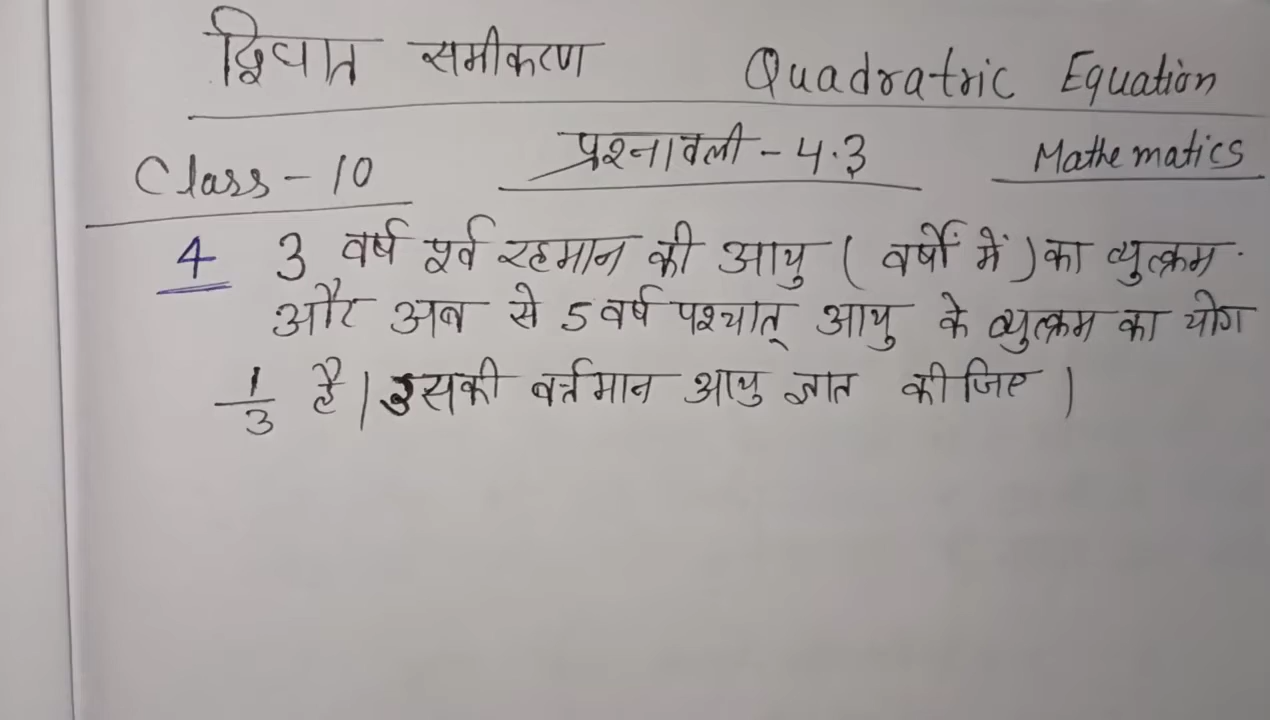 द्विघात समीकरण Quadratric Equation
Class - 10 प्रश्नावली - 4.3 Mathematics
4 3 वर्ष पूर्व रहमान की आयु ( वर्षों में ) का व्युत्क्रम
और अब से 5 वर्ष पश्चात् आयु के व्युत्क्रम का योग
1/3 है | इसकी वर्तमान आयु ज्ञात कीजिए |